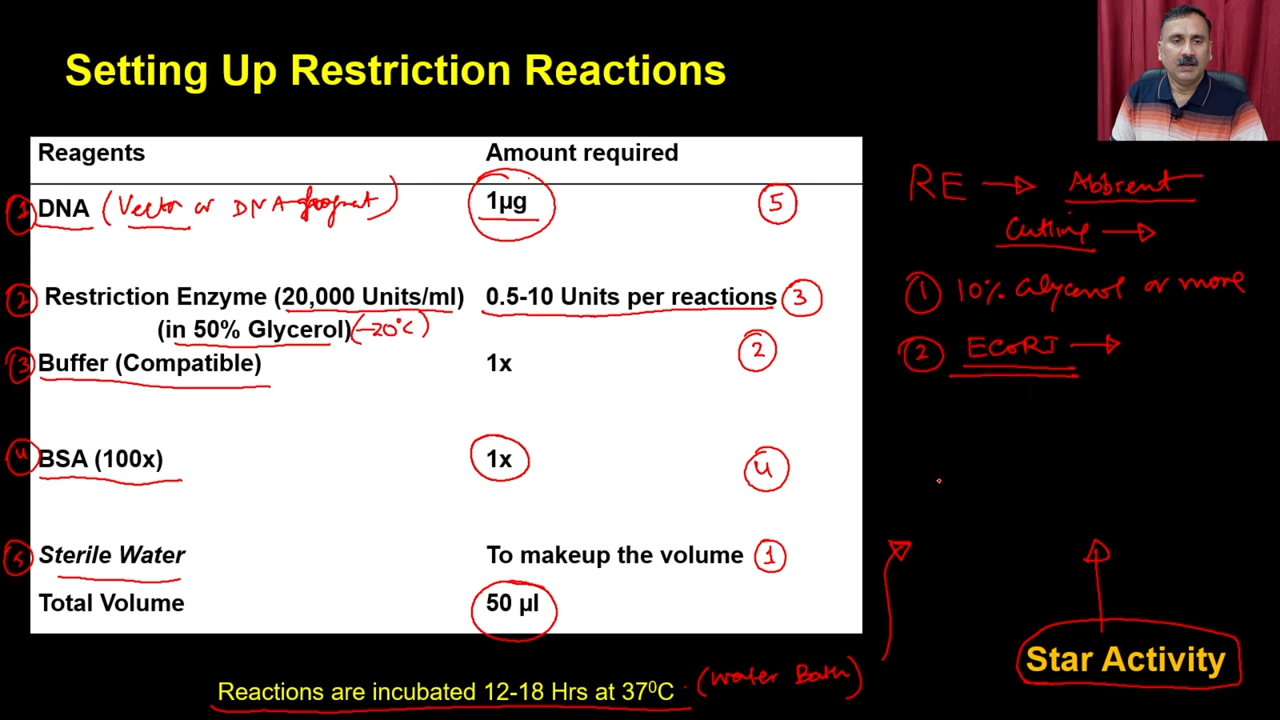 Setting Up Restriction Reactions
Reagents Amount required
1 DNA (Vector or DNA fragment) 1µg 5
2 Restriction Enzyme (20,000 Units/ml) 0.5-10 Units per reactions 3
(in 50% Glycerol) (-20°C)
3 Buffer (Compatible) 1x 2
4 BSA (100x) 1x 4
5 Sterile Water To makeup the volume 1
Total Volume 50 µl
Reactions are incubated 12-18 Hrs at 37⁰C (Water Bath)
RE → Abbrent
Cutting →
1 10% Glycerol or more
2 ECoRI →
Star Activity